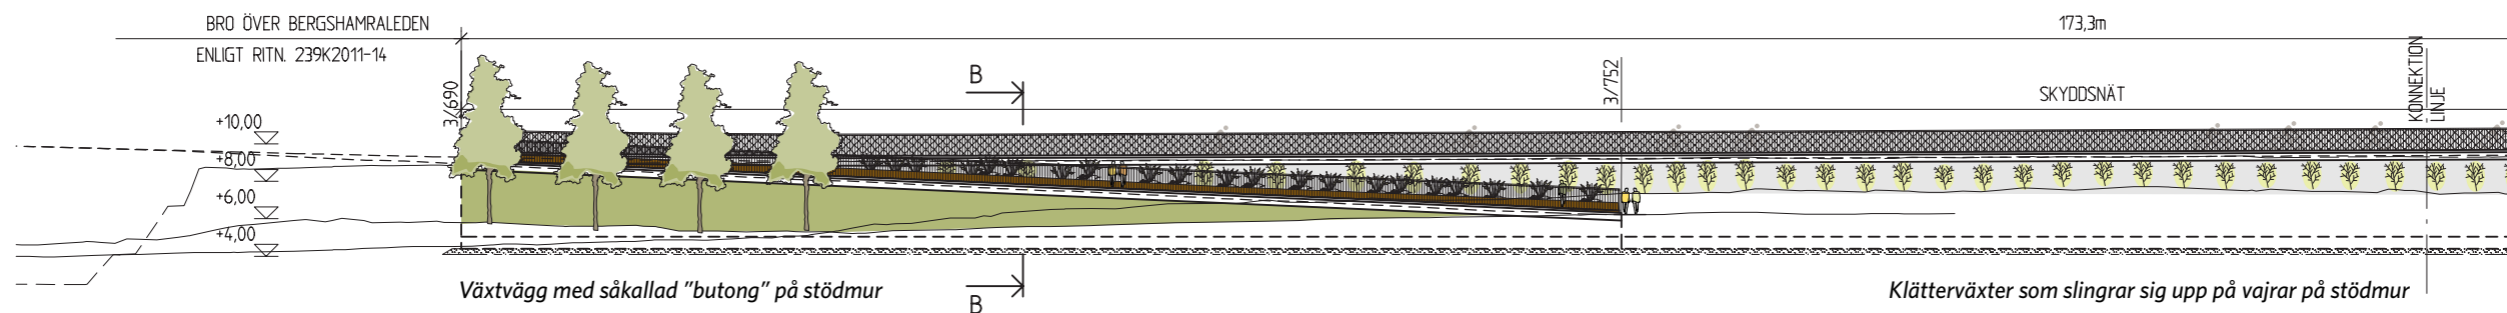 BRO ÖVER BERGSHAMRALEDEN
ENLIGT RITN. 239K2011-14
173,3m
B
3/690
3/752
SKYDDSNÄT
KONNEKTION
LINJE
+10,00
+8,00
+6,00
+4,00
Växtvägg med såkallad "butong" på stödmur
B
Klätterväxter som slingrar sig upp på vajrar på stödmur